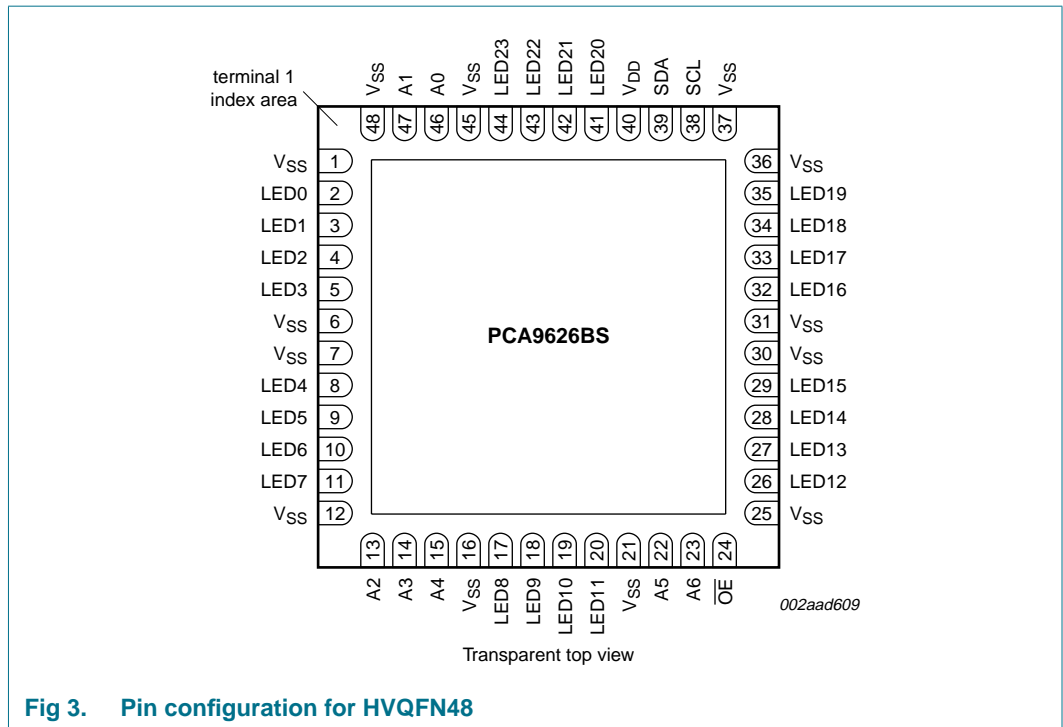 VSS
A1
A0
VSS
LED23
LED22
LED21
LED20
VDD
SDA
SCL
VSS
terminal 1
index area
48
47
46
45
44
43
42
41
40
39
38
37
VSS 1
36 VSS
LED0 2
35 LED19
LED1 3
34 LED18
LED2 4
33 LED17
LED3 5
32 LED16
VSS 6
31 VSS
PCA9626BS
VSS 7
30 VSS
LED4 8
29 LED15
LED5 9
28 LED14
LED6 10
27 LED13
LED7 11
26 LED12
VSS 12
25 VSS
13
14
15
16
17
18
19
20
21
22
23
24
A2
A3
A4
VSS
LED8
LED9
LED10
LED11
VSS
A5
A6
OE
002aad609
Transparent top view
Fig 3. Pin configuration for HVQFN48